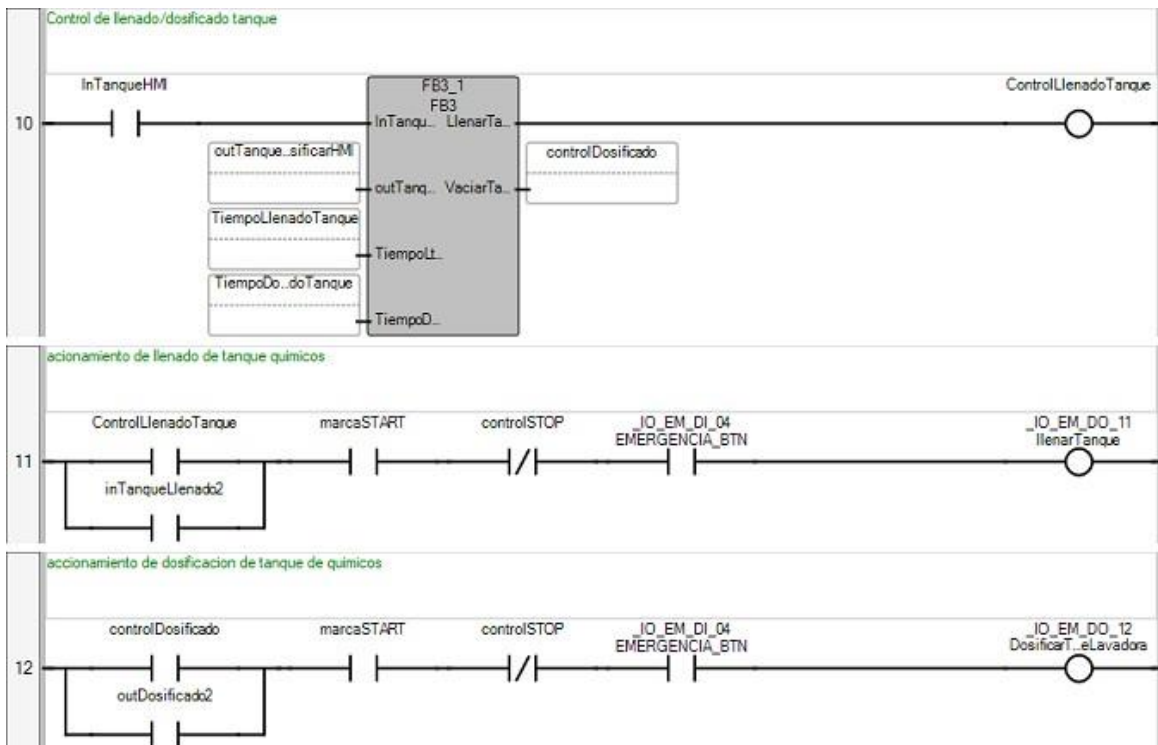 Control de llenado/dosificado tanque
InTanqueHMI
ControlLlenadoTanque
10
FB3_1
FB3
InTanqu.. LlenarTa..
outTanque..sificarHMI
controlDosificado
outTanq.. VaciarTa..
TiempoLlenadoTanque
TiempoLt..
TiempoDo..doTanque
TiempoD...
acionamiento de llenado de tanque quimicos
ControlLlenadoTanque
marcaSTART
controlSTOP
_IO_EM_DI_04
EMERGENCIA_BTN
_IO_EM_DO_11
llenarTanque
11
inTanqueLlenado2
accionamiento de dosificacion de tanque de quimicos
controlDosificado
marcaSTART
controlSTOP
_IO_EM_DI_04
EMERGENCIA_BTN
_IO_EM_DO_12
DosificarT..eLavadora
12
outDosificado2